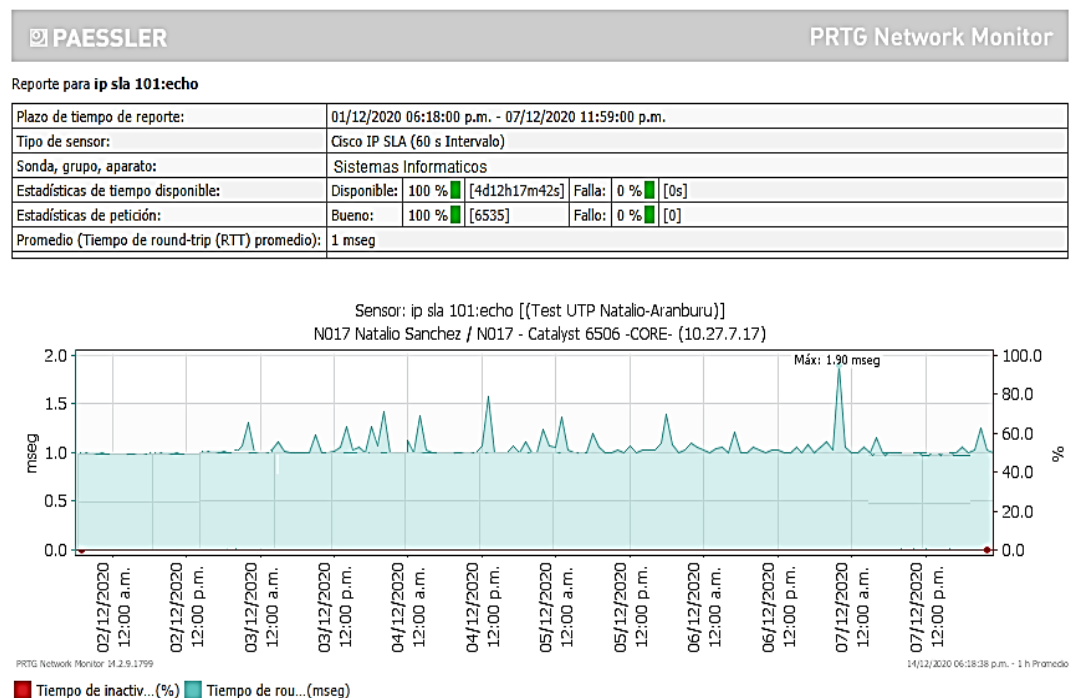 PAESSLER
PRTG Network Monitor
Reporte para ip sla 101:echo
Plazo de tiempo de reporte: 01/12/2020 06:18:00 p.m. - 07/12/2020 11:59:00 p.m.
Tipo de sensor: Cisco IP SLA (60 s Intervalo)
Sonda, grupo, aparato: Sistemas Informaticos
Estadísticas de tiempo disponible: Disponible: 100 % [4d12h17m42s] Falla: 0 % [0s]
Estadísticas de petición: Bueno: 100 % [6535] Fallo: 0 % [0]
Promedio (Tiempo de round-trip (RTT) promedio): 1 mseg
Sensor: ip sla 101:echo [(Test UTP Natalio-Aranburu)]
N017 Natalio Sanchez / N017 - Catalyst 6506 -CORE- (10.27.7.17)
Máx: 1.90 mseg
2.0
1.5
1.0
0.5
0.0
mseg
100.0
80.0
60.0
40.0
20.0
0.0
%
02/12/2020 12:00 a.m.
02/12/2020 12:00 p.m.
03/12/2020 12:00 a.m.
03/12/2020 12:00 p.m.
04/12/2020 12:00 a.m.
04/12/2020 12:00 p.m.
05/12/2020 12:00 a.m.
05/12/2020 12:00 p.m.
06/12/2020 12:00 a.m.
06/12/2020 12:00 p.m.
07/12/2020 12:00 a.m.
07/12/2020 12:00 p.m.
PRTG Network Monitor 14.2.9.1799
14/12/2020 06:18:38 p.m. - 1 h Promedio
Tiempo de inactiv...(%) Tiempo de rou...(mseg)